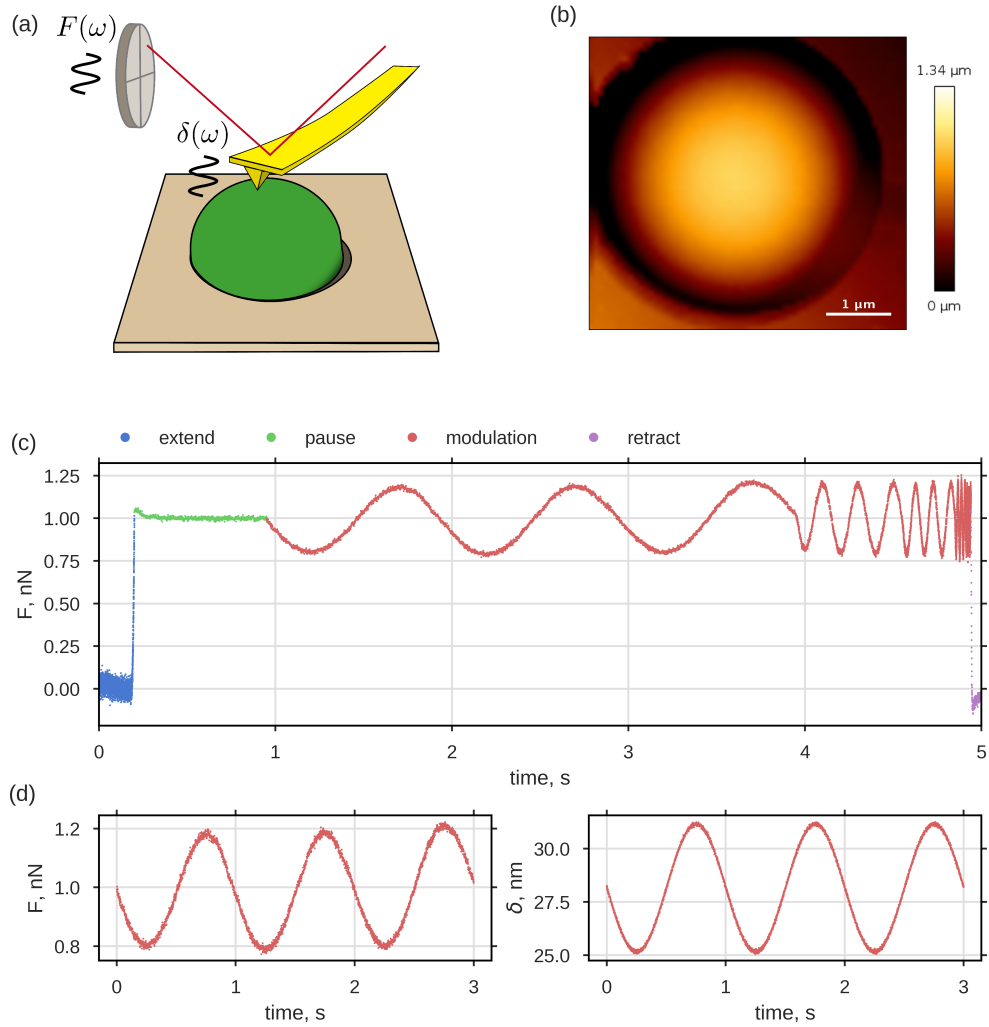 (a)
F(ω)
δ(ω)
(b)
1.34 µm
1 µm
0 µm
(c)
extend pause modulation retract
1.25
1.00
0.75
0.50
0.25
0.00
F, nN
0 1 2 3 4 5
time, s
(d)
1.2
1.0
0.8
F, nN
0 1 2 3
time, s
30.0
27.5
25.0
δ, nm
0 1 2 3
time, s